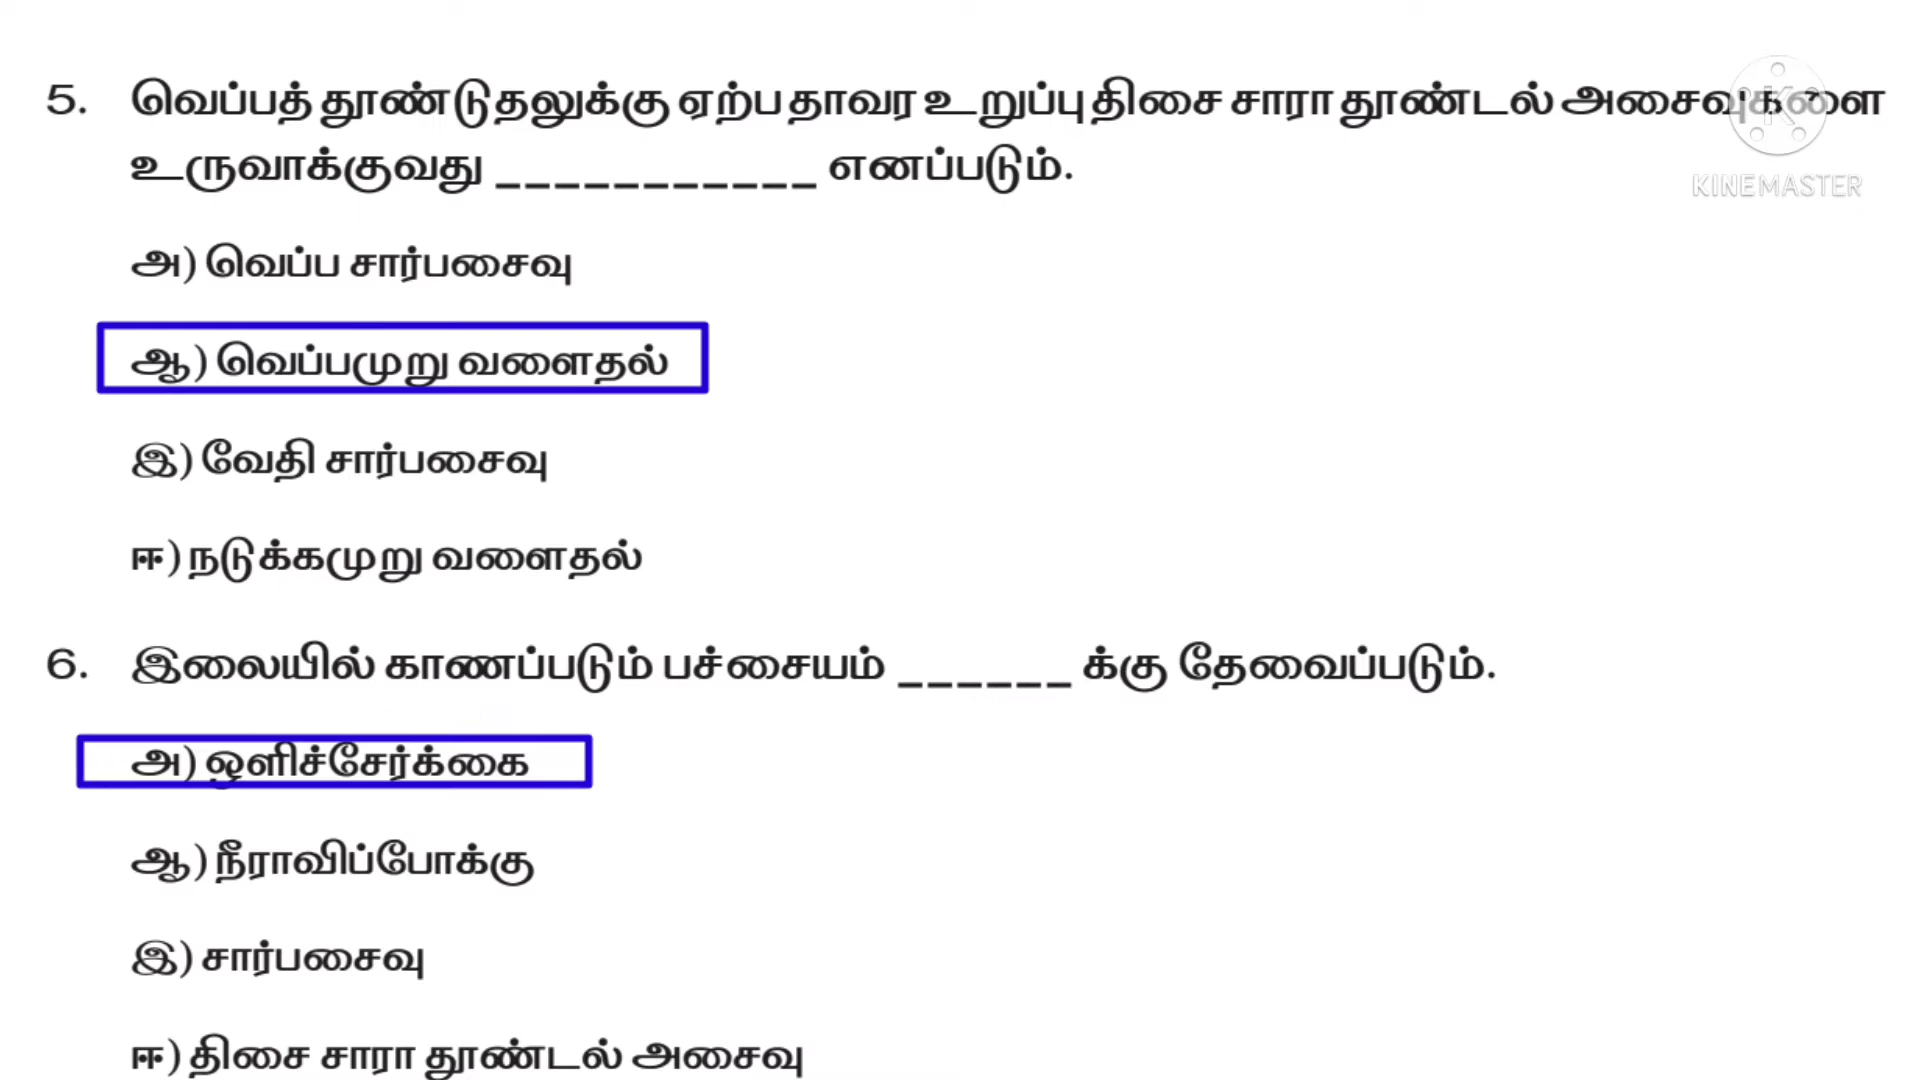 5. வெப்பத் தூண்டுதலுக்கு ஏற்ப தாவர உறுப்பு திசை சாரா தூண்டல் அசைவுகளை
உருவாக்குவது ___________ எனப்படும்.
KINEMASTER
அ) வெப்ப சார்பசைவு
ஆ) வெப்பமுறு வளைதல்
இ) வேதி சார்பசைவு
ஈ) நடுக்கமுறு வளைதல்
6. இலையில் காணப்படும் பச்சையம் ______ க்கு தேவைப்படும்.
அ) ஒளிச்சேர்க்கை
ஆ) நீராவிப்போக்கு
இ) சார்பசைவு
ஈ) திசை சாரா தூண்டல் அசைவு